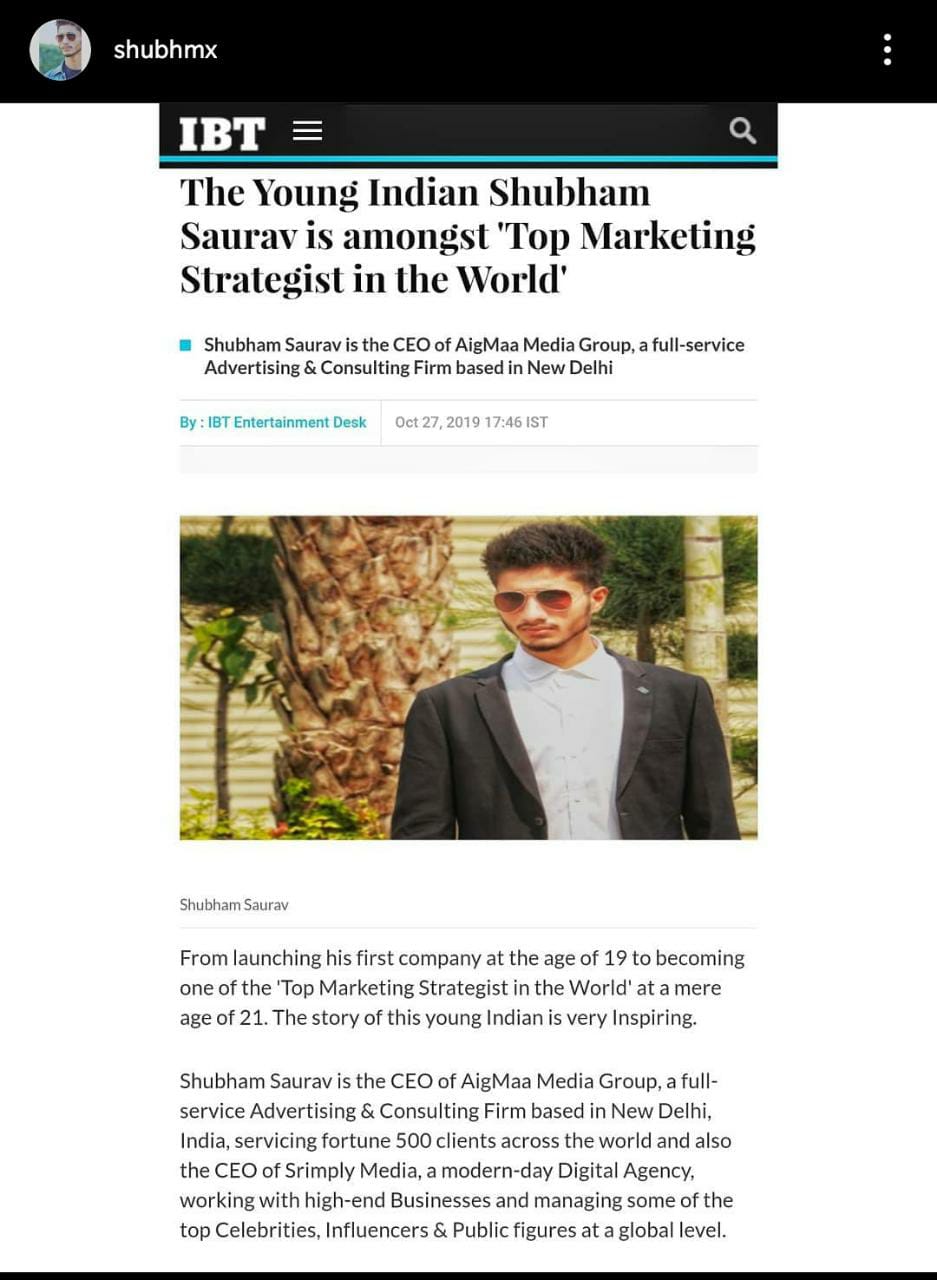 shubhmx
IBT
The Young Indian Shubham
Saurav is amongst 'Top Marketing
Strategist in the World'
Shubham Saurav is the CEO of AigMaa Media Group, a full-service
Advertising & Consulting Firm based in New Delhi
By : IBT Entertainment Desk Oct 27, 2019 17:46 IST
Shubham Saurav
From launching his first company at the age of 19 to becoming
one of the 'Top Marketing Strategist in the World' at a mere
age of 21. The story of this young Indian is very Inspiring.
Shubham Saurav is the CEO of AigMaa Media Group, a full-
service Advertising & Consulting Firm based in New Delhi,
India, servicing fortune 500 clients across the world and also
the CEO of Srimply Media, a modern-day Digital Agency,
working with high-end Businesses and managing some of the
top Celebrities, Influencers & Public figures at a global level.